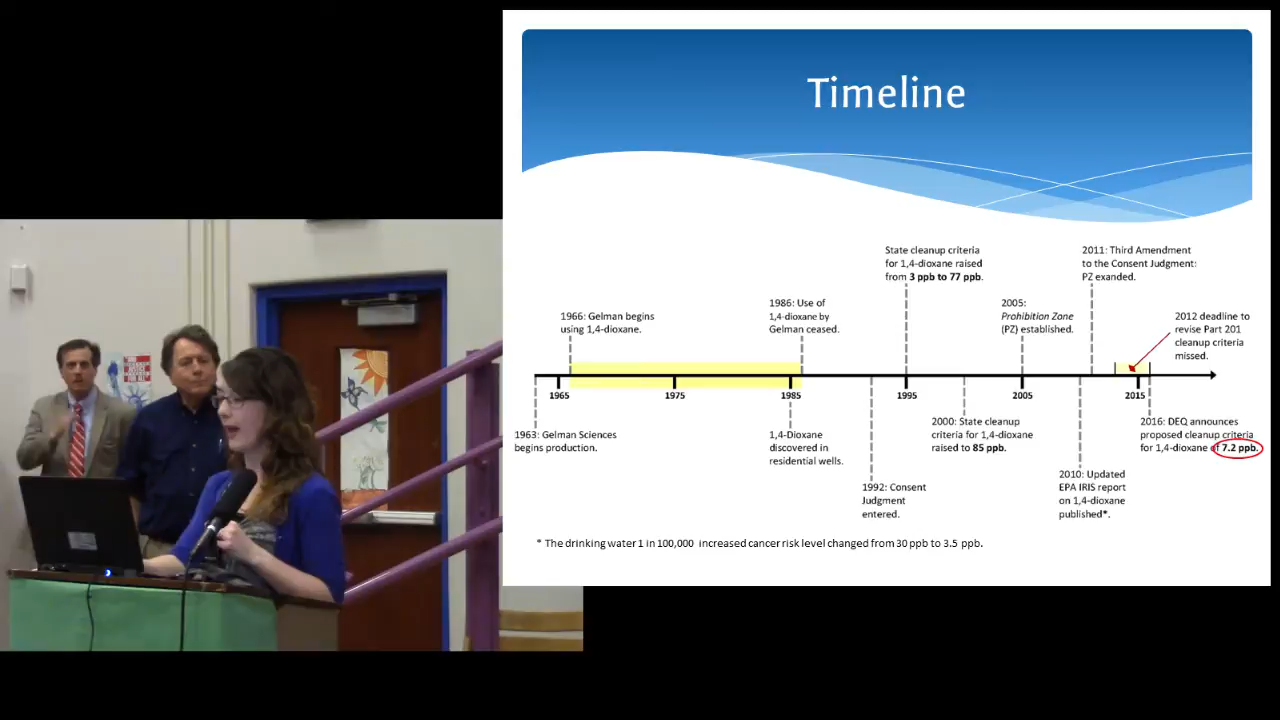 Timeline
State cleanup criteria
for 1,4-dioxane raised
from 3 ppb to 77 ppb.
2011: Third Amendment
to the Consent Judgment:
PZ exanded.
1966: Gelman begins
using 1,4-dioxane.
1986: Use of
1,4-dioxane by
Gelman ceased.
2005:
Prohibition Zone
(PZ) established.
2012 deadline to
revise Part 201
cleanup criteria
missed.
1965
1975
1985
1995
2005
2015
1963: Gelman Sciences
begins production.
1,4-Dioxane
discovered in
residential wells.
1992: Consent
Judgment
entered.
2000: State cleanup
criteria for 1,4-dioxane
raised to 85 ppb.
2010: Updated
EPA IRIS report
on 1,4-dioxane
published*.
2016: DEQ announces
proposed cleanup criteria
for 1,4-dioxane of 7.2 ppb.
* The drinking water 1 in 100,000 increased cancer risk level changed from 30 ppb to 3.5 ppb.